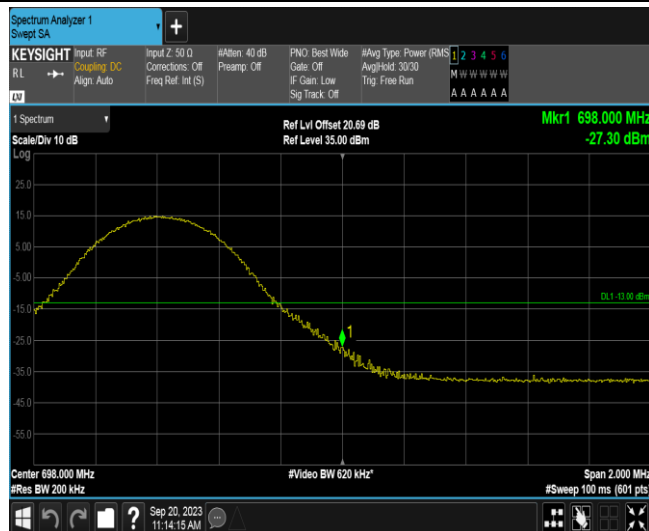 Spectrum Analyzer 1
Swept SA
+
KEYSIGHT
RL
LXI
Input: RF
Coupling: DC
Align: Auto
Input Z: 50 Ω
Corrections: Off
Freq Ref: Int (S)
#Atten: 40 dB
Preamp: Off
PNO: Best Wide
Gate: Off
IF Gain: Low
Sig Track: Off
#Avg Type: Power (RMS
Avg|Hold: 30/30
Trig: Free Run
1 2 3 4 5 6
M W W W W W
A A A A A A
1 Spectrum
Scale/Div 10 dB
Ref Lvl Offset 20.69 dB
Ref Level 35.00 dBm
Mkr1 698.000 MHz
-27.30 dBm
Log
25.0
15.0
5.00
-5.00
-15.0
-25.0
-35.0
-45.0
-55.0
DL1 -13.00 dBm
1
Center 698.000 MHz
#Res BW 200 kHz
#Video BW 620 kHz*
Span 2.000 MHz
#Sweep 100 ms (601 pts)
?
Sep 20, 2023
11:14:15 AM